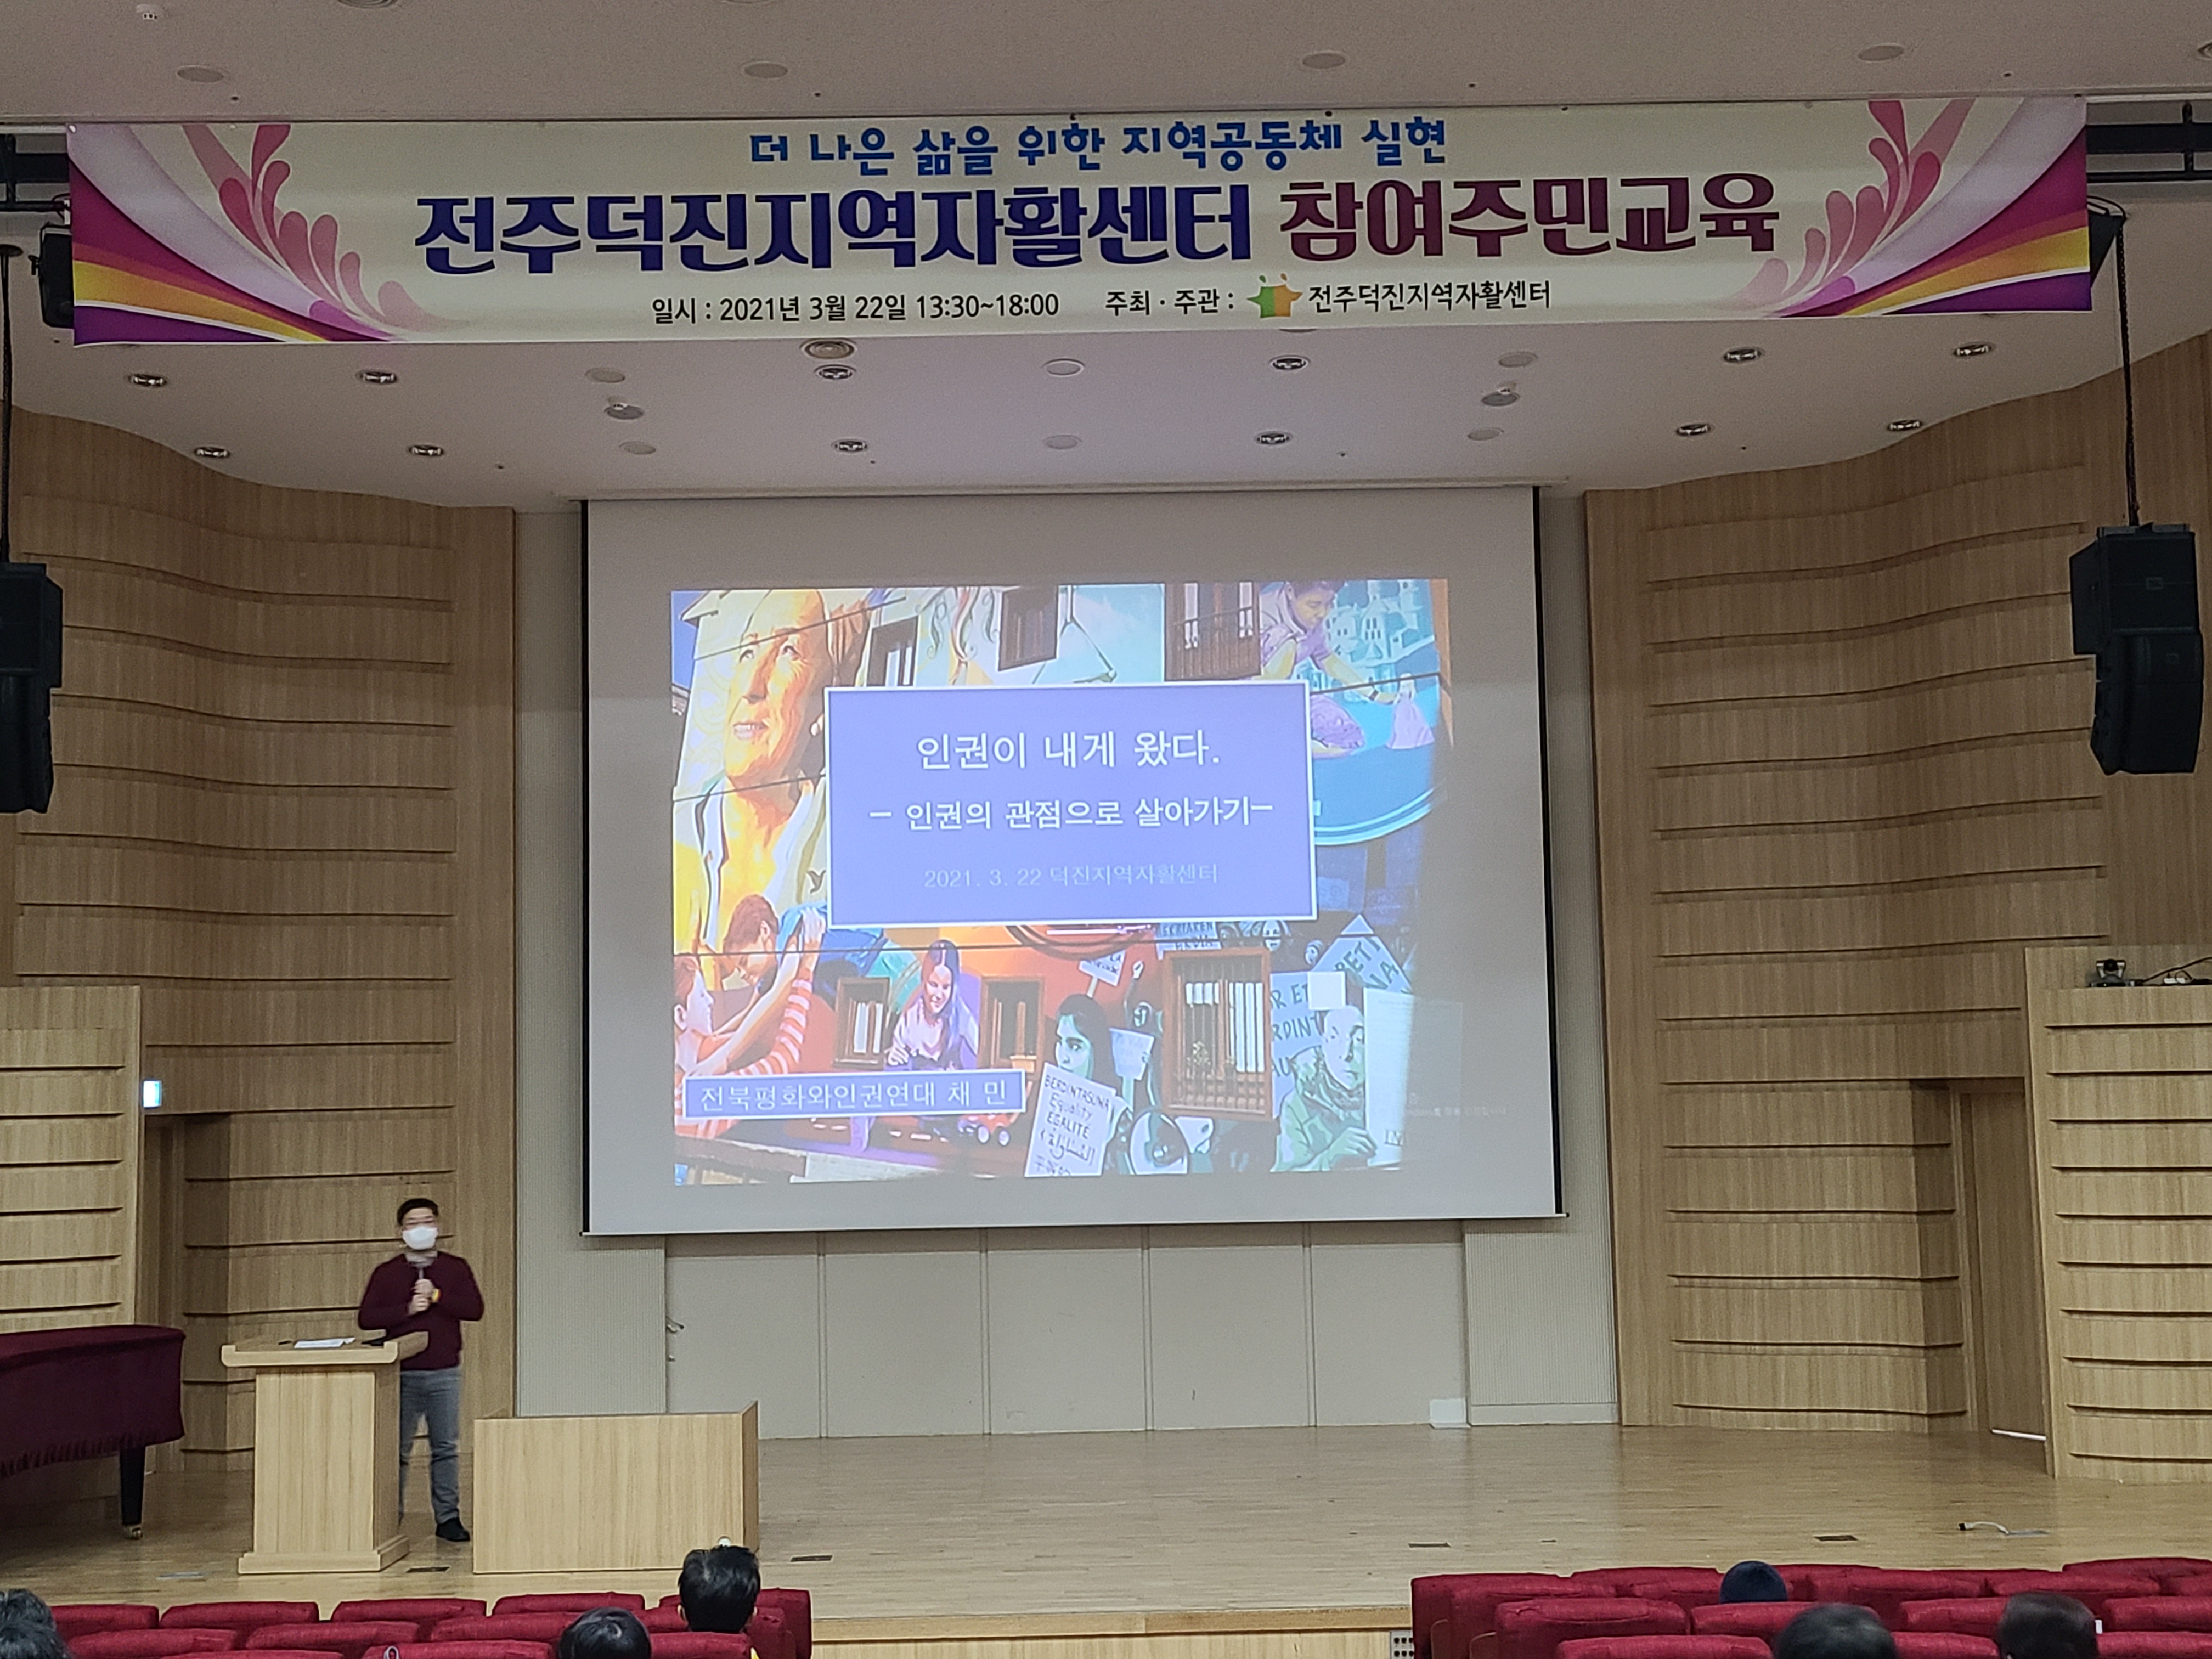 더 나은 삶을 위한 지역공동체 실현
전주덕진지역자활센터 참여주민교육
일시 : 2021년 3월 22일 13:30~18:00 주최 · 주관 : 전주덕진지역자활센터
인권이 내게 왔다.
- 인권의 관점으로 살아가기-
2021. 3. 22 덕진지역자활센터
전북평화와인권연대 채 민
BERDINTASUNA
Equality
EGALITÉ